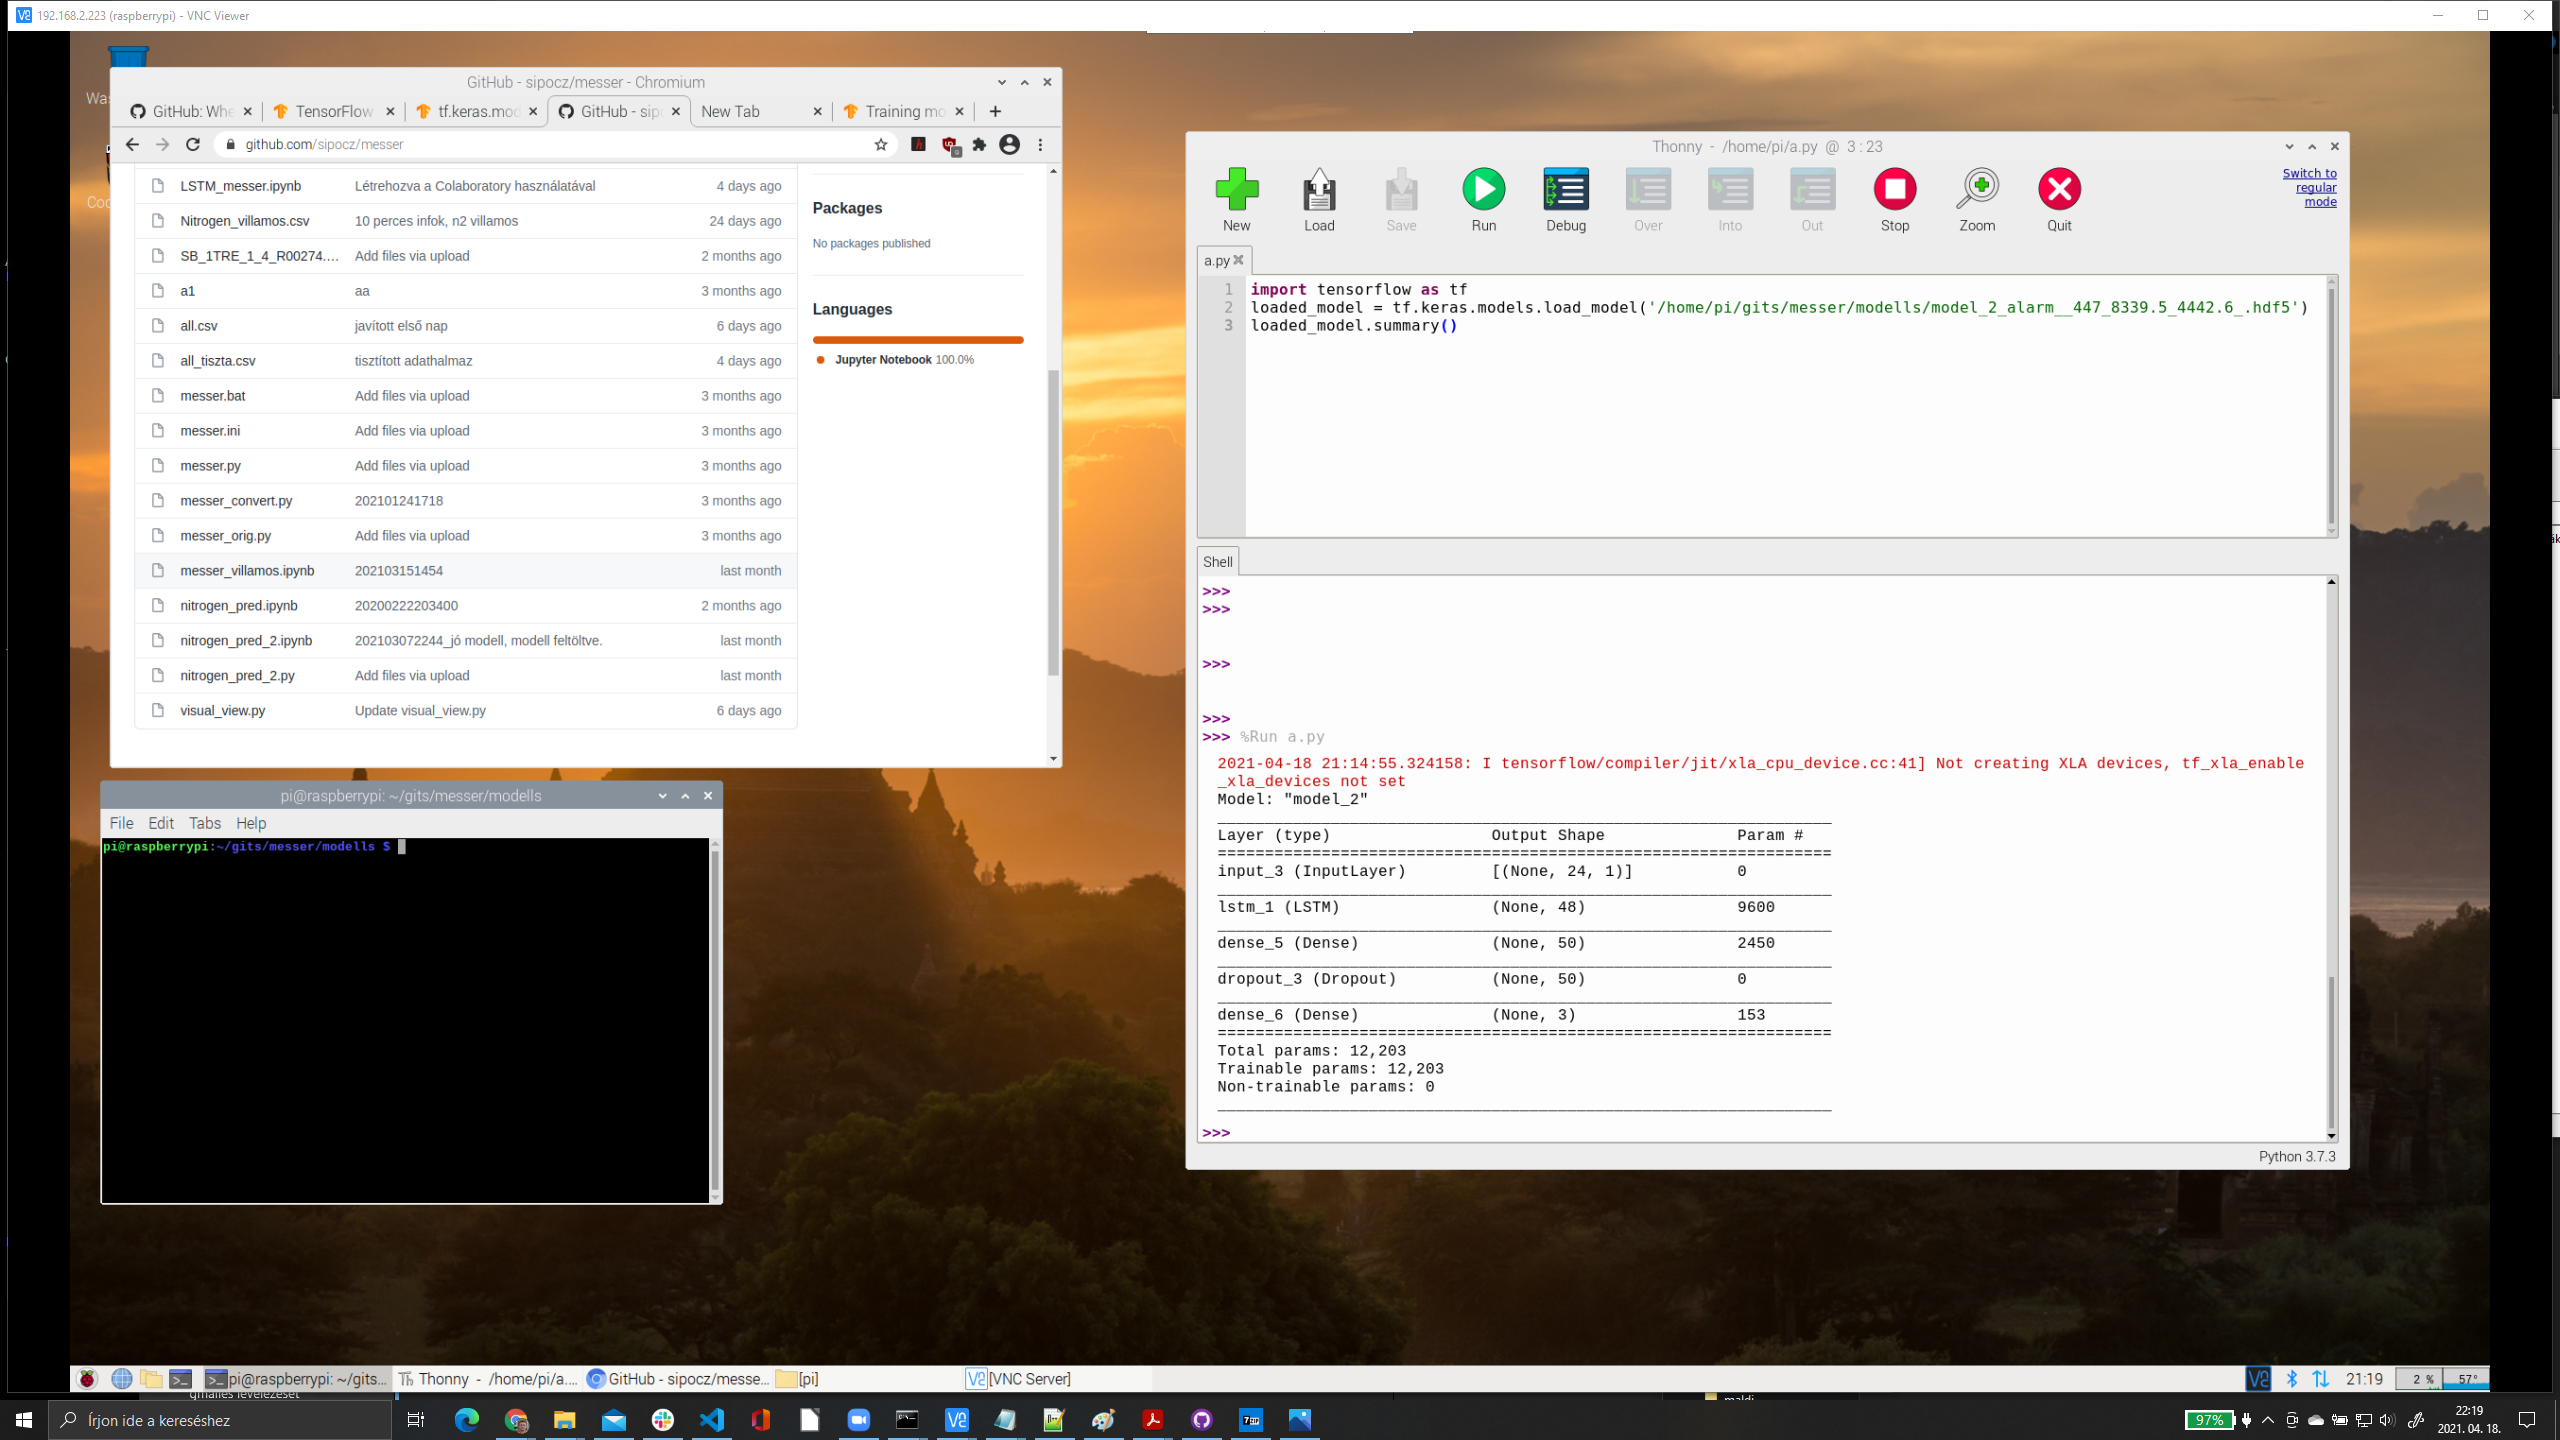 192.168.2.223 (raspberrypi) - VNC Viewer
GitHub - sipocz/messer - Chromium
GitHub: Whe
TensorFlow
tf.keras.mod
GitHub - sipo
New Tab
Training mo
github.com/sipocz/messer
LSTM_messer.ipynb Létrehozva a Colaboratory használatával 4 days ago
Nitrogen_villamos.csv 10 perces infok, n2 villamos 24 days ago
SB_1TRE_1_4_R00274.… Add files via upload 2 months ago
a1 aa 3 months ago
all.csv javított első nap 6 days ago
all_tiszta.csv tisztított adathalmaz 4 days ago
messer.bat Add files via upload 3 months ago
messer.ini Add files via upload 3 months ago
messer.py Add files via upload 3 months ago
messer_convert.py 202101241718 3 months ago
messer_orig.py Add files via upload 3 months ago
messer_villamos.ipynb 202103151454 last month
nitrogen_pred.ipynb 20200222203400 2 months ago
nitrogen_pred_2.ipynb 202103072244_jó modell, modell feltöltve. last month
nitrogen_pred_2.py Add files via upload last month
visual_view.py Update visual_view.py 6 days ago
Packages
No packages published
Languages
Jupyter Notebook 100.0%
pi@raspberrypi: ~/gits/messer/modells
File Edit Tabs Help
pi@raspberrypi:~/gits/messer/modells $
Thonny - /home/pi/a.py @ 3 : 23
New Load Save Run Debug Over Into Out Stop Zoom Quit
Switch to
regular
mode
a.py
1 import tensorflow as tf
2 loaded_model = tf.keras.models.load_model('/home/pi/gits/messer/modells/model_2_alarm__447_8339.5_4442.6_.hdf5')
3 loaded_model.summary()
Shell
>>>
>>>
>>>
>>>
>>> %Run a.py
2021-04-18 21:14:55.324158: I tensorflow/compiler/jit/xla_cpu_device.cc:41] Not creating XLA devices, tf_xla_enable
_xla_devices not set
Model: "model_2"
Layer (type) Output Shape Param #
input_3 (InputLayer) [(None, 24, 1)] 0
lstm_1 (LSTM) (None, 48) 9600
dense_5 (Dense) (None, 50) 2450
dropout_3 (Dropout) (None, 50) 0
dense_6 (Dense) (None, 3) 153
Total params: 12,203
Trainable params: 12,203
Non-trainable params: 0
>>>
Python 3.7.3
pi@raspberrypi: ~/gits...
Thonny - /home/pi/a....
GitHub - sipocz/messe...
[pi]
[VNC Server]
21:19
2 %
57°
Írjon ide a kereséshez
97%
22:19
2021. 04. 18.